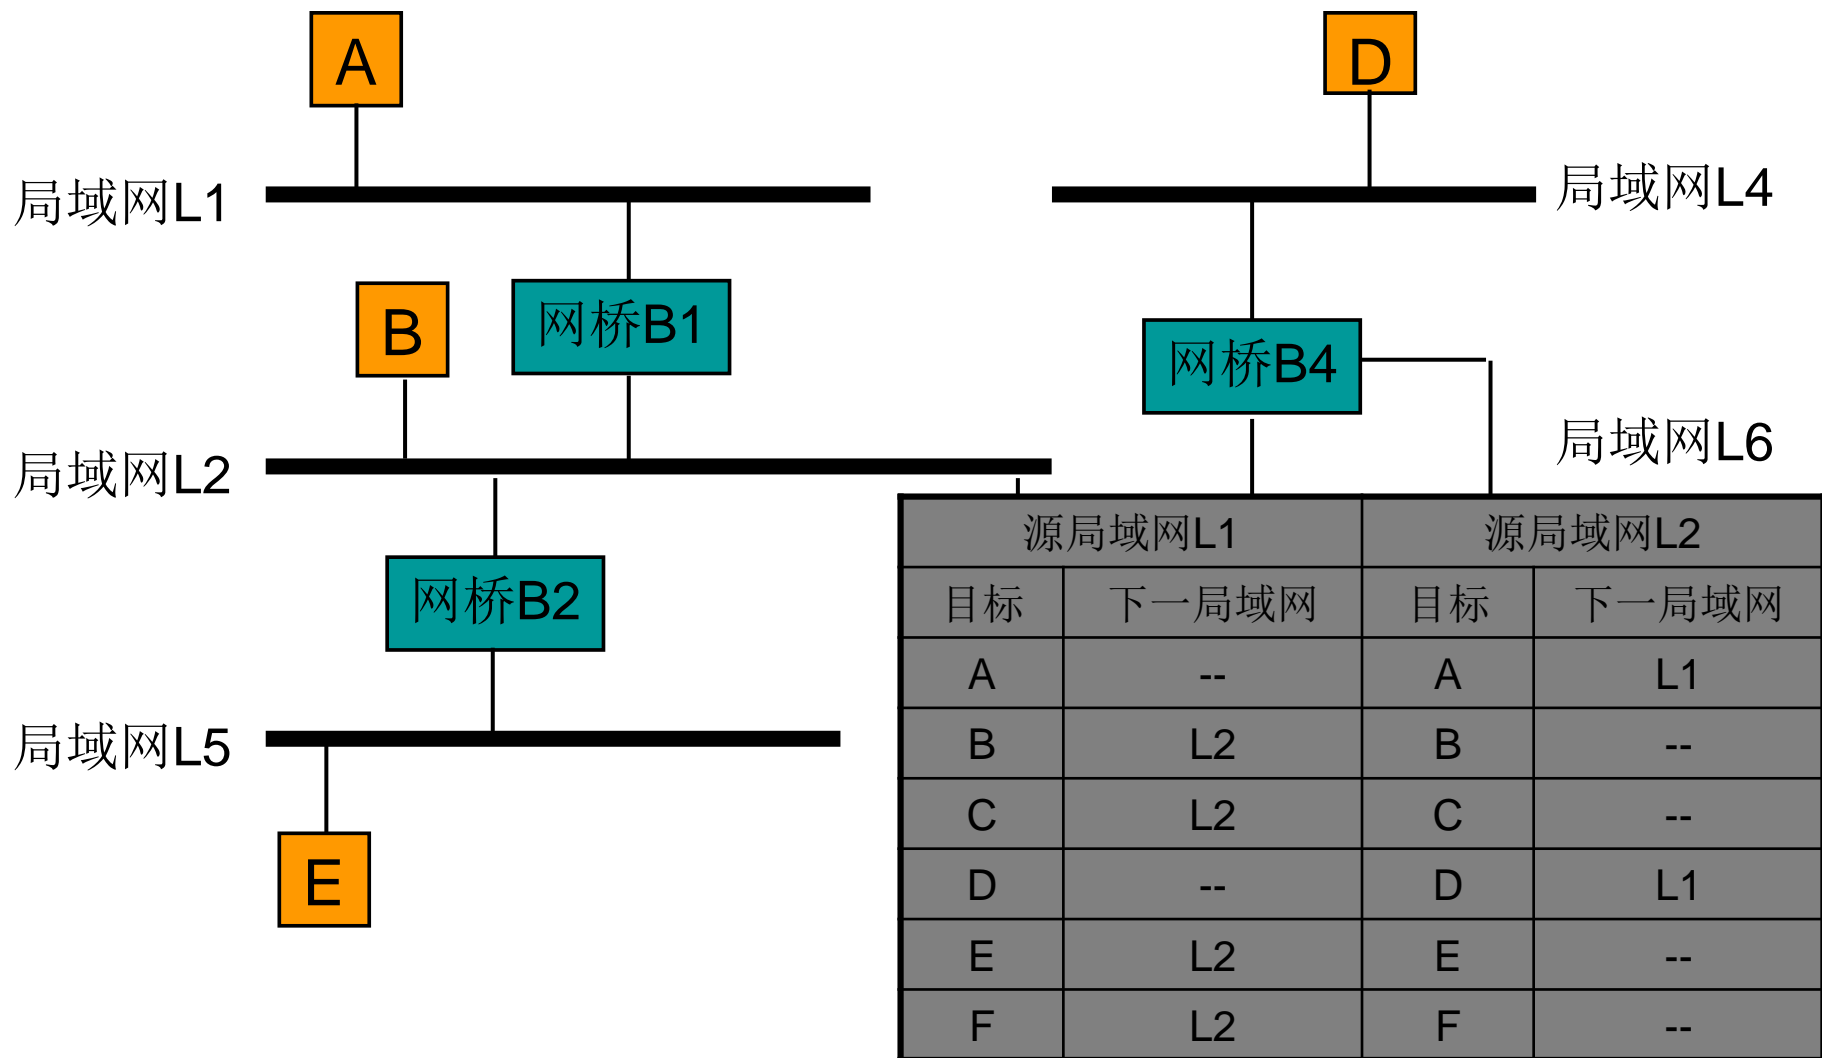 A
D
局域网L1
局域网L4
B
网桥B1
网桥B4
局域网L2
局域网L6
网桥B2
局域网L5
E
源局域网L1 源局域网L2
目标 下一局域网 目标 下一局域网
A -- A L1
B L2 B --
C L2 C --
D -- D L1
E L2 E --
F L2 F --